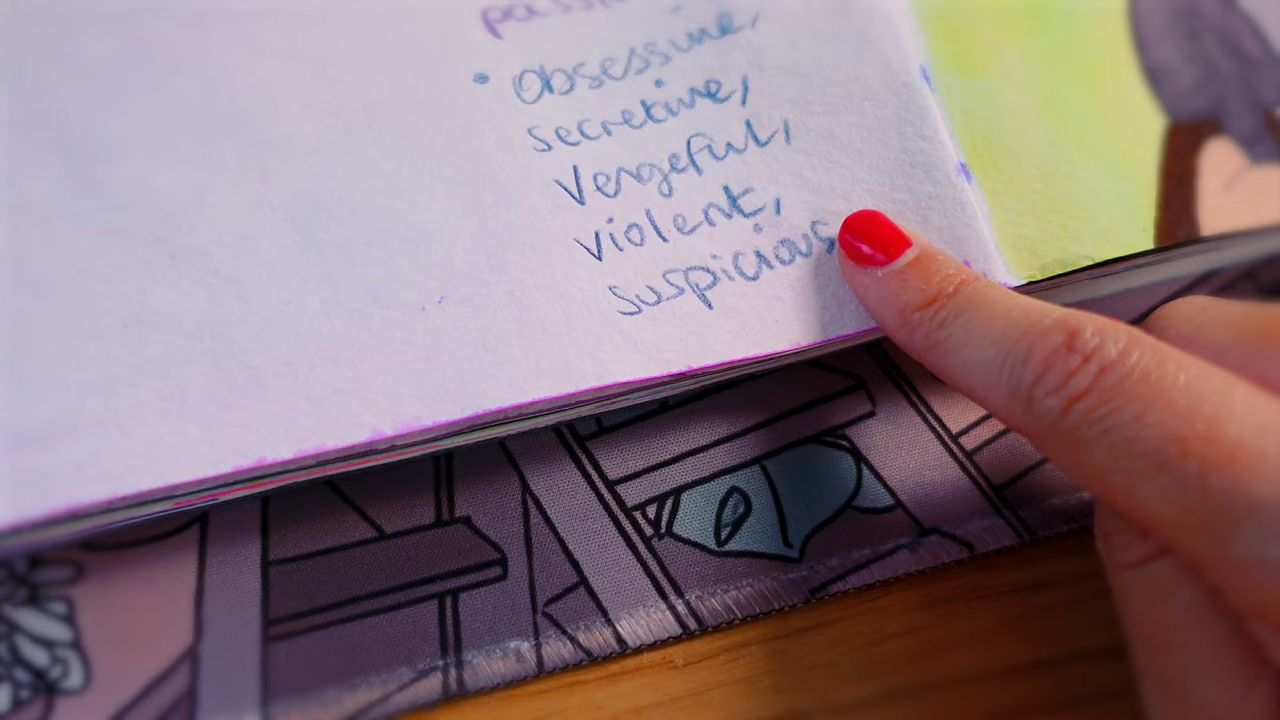 • Obsessive,
secretive,
Vengeful,
violent,
suspicious